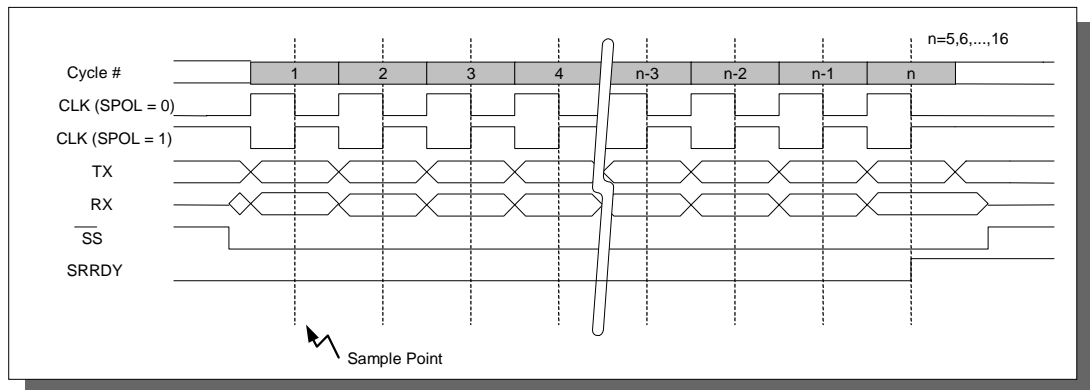 n=5,6,...,16
Cycle # 1 2 3 4 n-3 n-2 n-1 n
CLK (SPOL = 0)
CLK (SPOL = 1)
TX
RX
SS
SRRDY
Sample Point